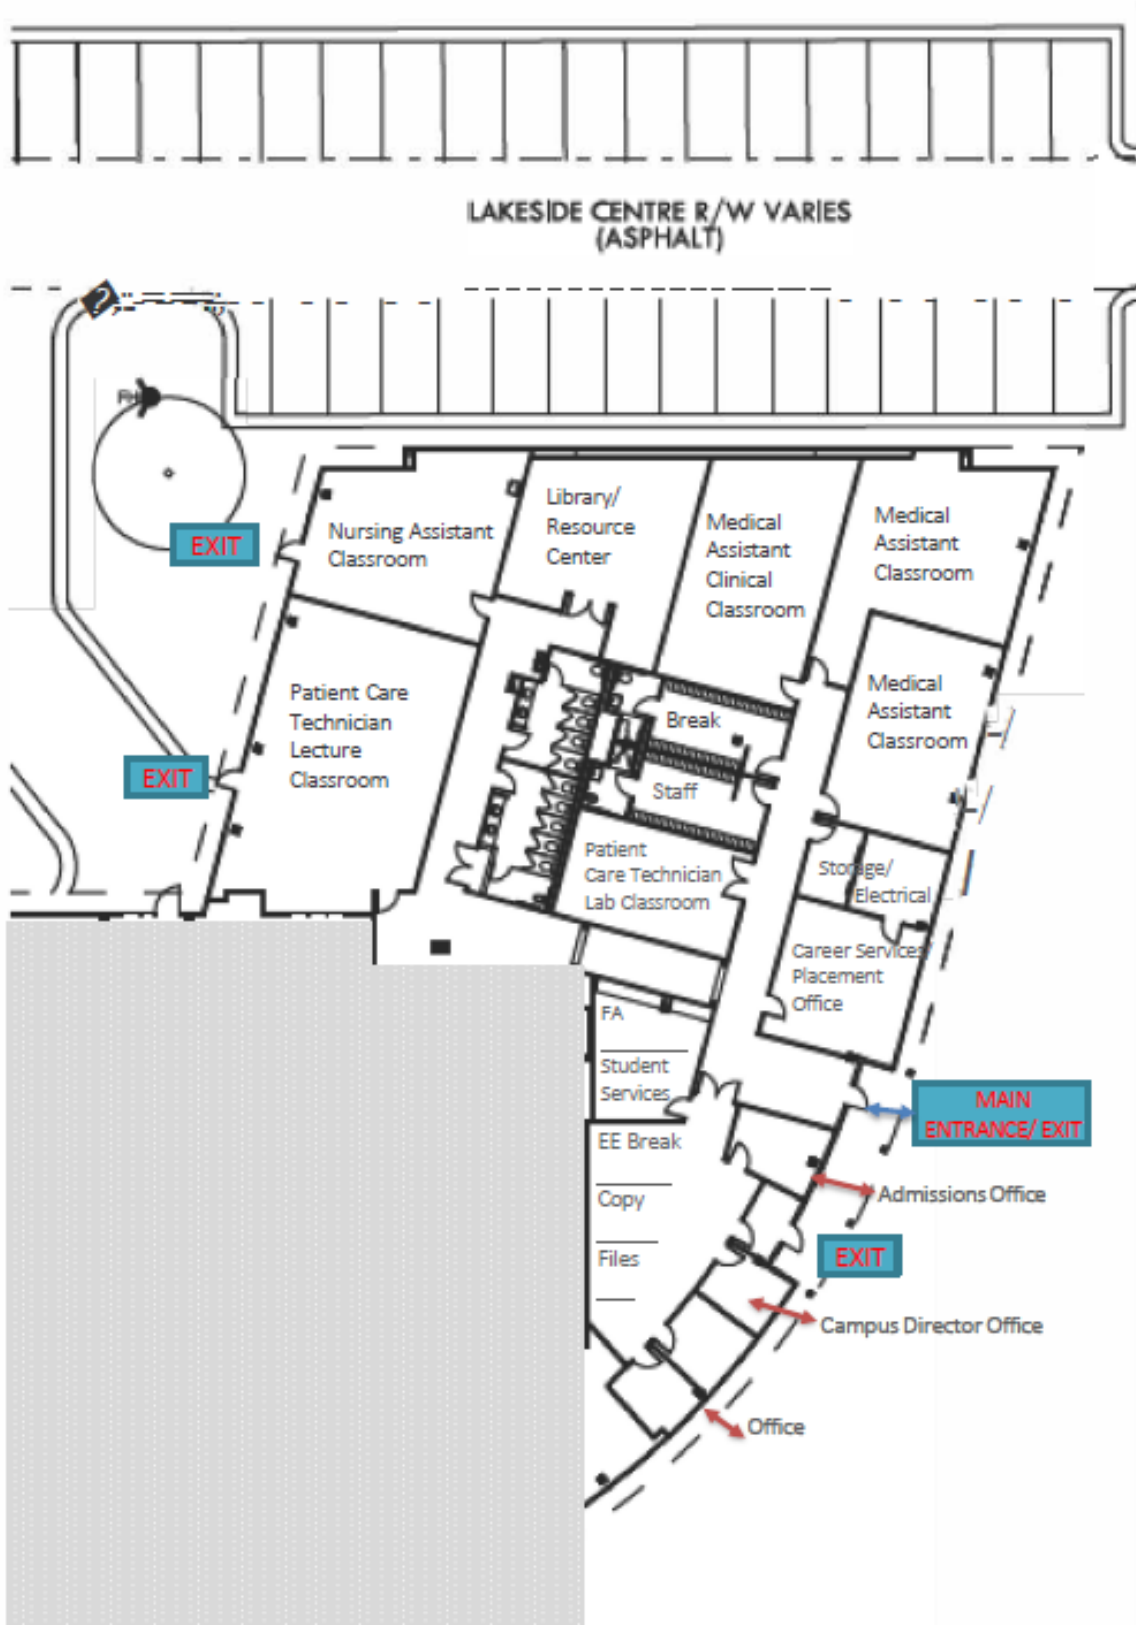 LAKESIDE CENTRE R/W VARIES
(ASPHALT)
?
FH
EXIT
Nursing Assistant
Classroom
Library/
Resource
Center
Medical
Assistant
Clinical
Classroom
Medical
Assistant
Classroom
Patient Care
Technician
Lecture
Classroom
EXIT
Break
Staff
Medical
Assistant
Classroom
Patient
Care Technician
Lab Classroom
Storage/
Electrical
Career Services/
Placement
Office
FA
Student
Services
MAIN
ENTRANCE/ EXIT
EE Break
Copy
Files
Admissions Office
EXIT
Campus Director Office
Office